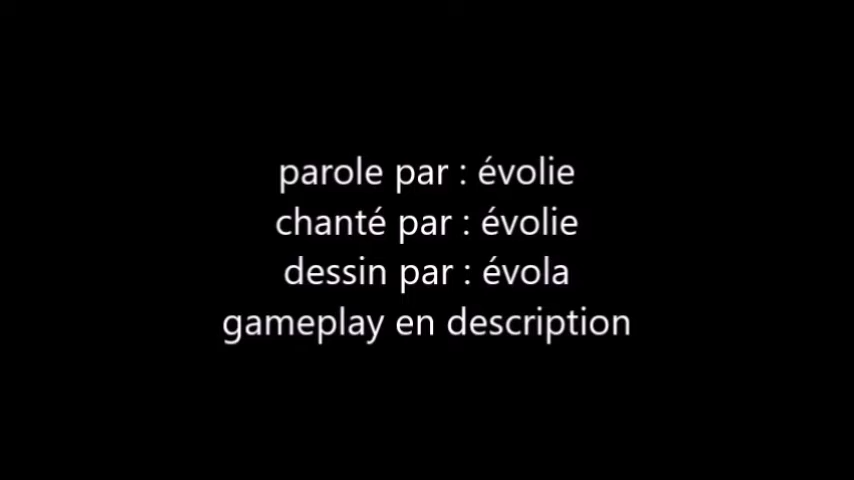 parole par : évolie
chanté par : évolie
dessin par : évola
gameplay en description